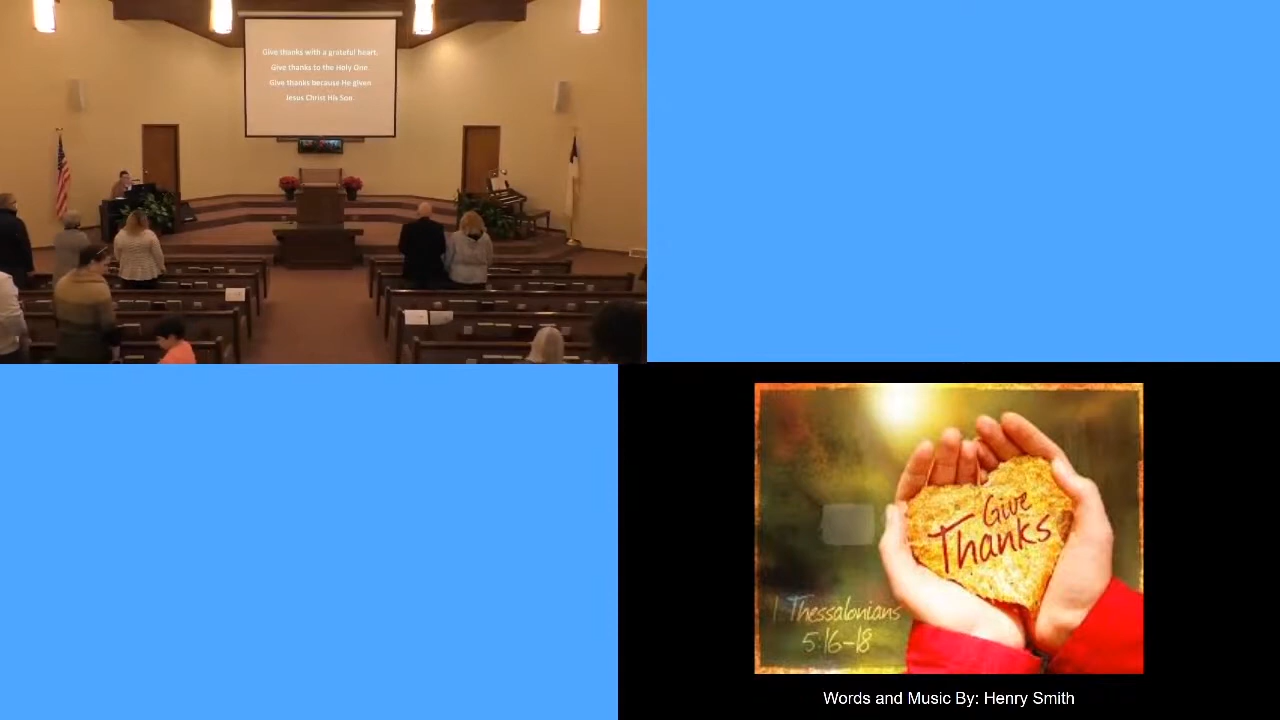 Give thanks with a grateful heart,
Give thanks to the Holy One.
Give thanks because He given
Jesus Christ His Son.
Give
Thanks
1 Thessalonians
5:16-18
Words and Music By: Henry Smith